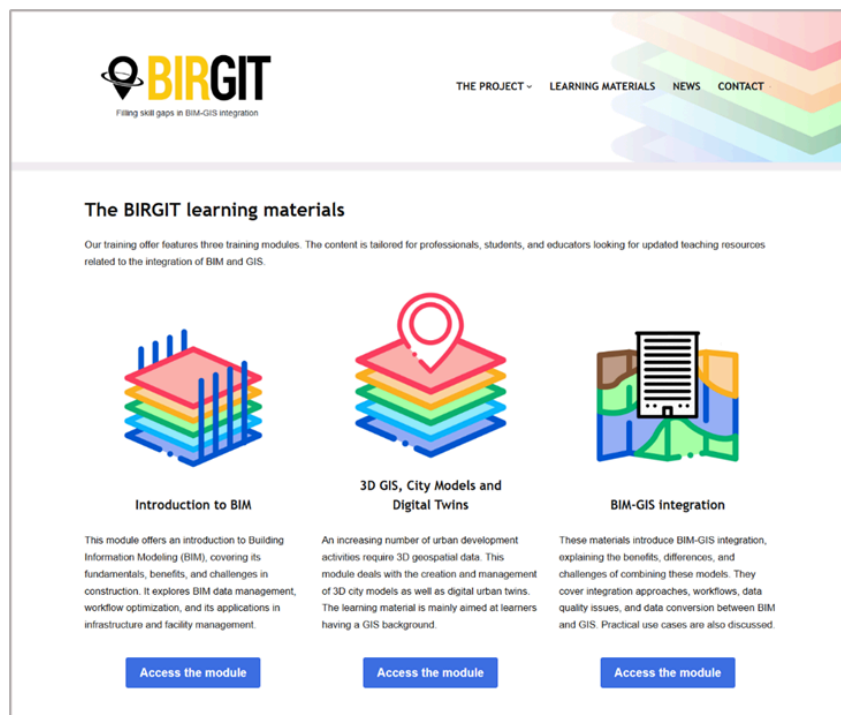 BIRGIT
Filling skill gaps in BIM-GIS integration
THE PROJECT
LEARNING MATERIALS
NEWS
CONTACT
The BIRGIT learning materials
Our training offer features three training modules. The content is tailored for professionals, students, and educators looking for updated teaching resources
related to the integration of BIM and GIS.
Introduction to BIM
This module offers an introduction to Building
Information Modeling (BIM), covering its
fundamentals, benefits, and challenges in
construction. It explores BIM data management,
workflow optimization, and its applications in
infrastructure and facility management.
Access the module
3D GIS, City Models and
Digital Twins
An increasing number of urban development
activities require 3D geospatial data. This
module deals with the creation and management
of 3D city models as well as digital urban twins.
The learning material is mainly aimed at learners
having a GIS background.
Access the module
BIM-GIS integration
These materials introduce BIM-GIS integration,
explaining the benefits, differences, and
challenges of combining these models. They
cover integration approaches, workflows, data
quality issues, and data conversion between BIM
and GIS. Practical use cases are also discussed.
Access the module